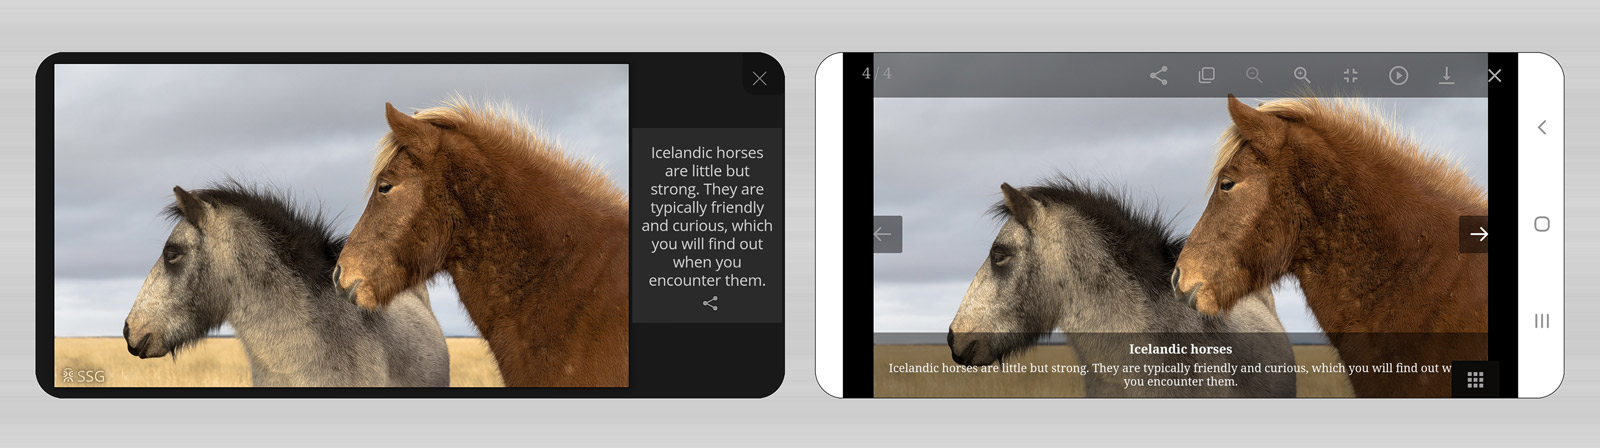 Icelandic horses
are little but
strong. They are
typically friendly
and curious, which
you will find out
when you
encounter them.
SSG
4 / 4
Icelandic horses
Icelandic horses are little but strong. They are typically friendly and curious, which you will find out w
you encounter them.